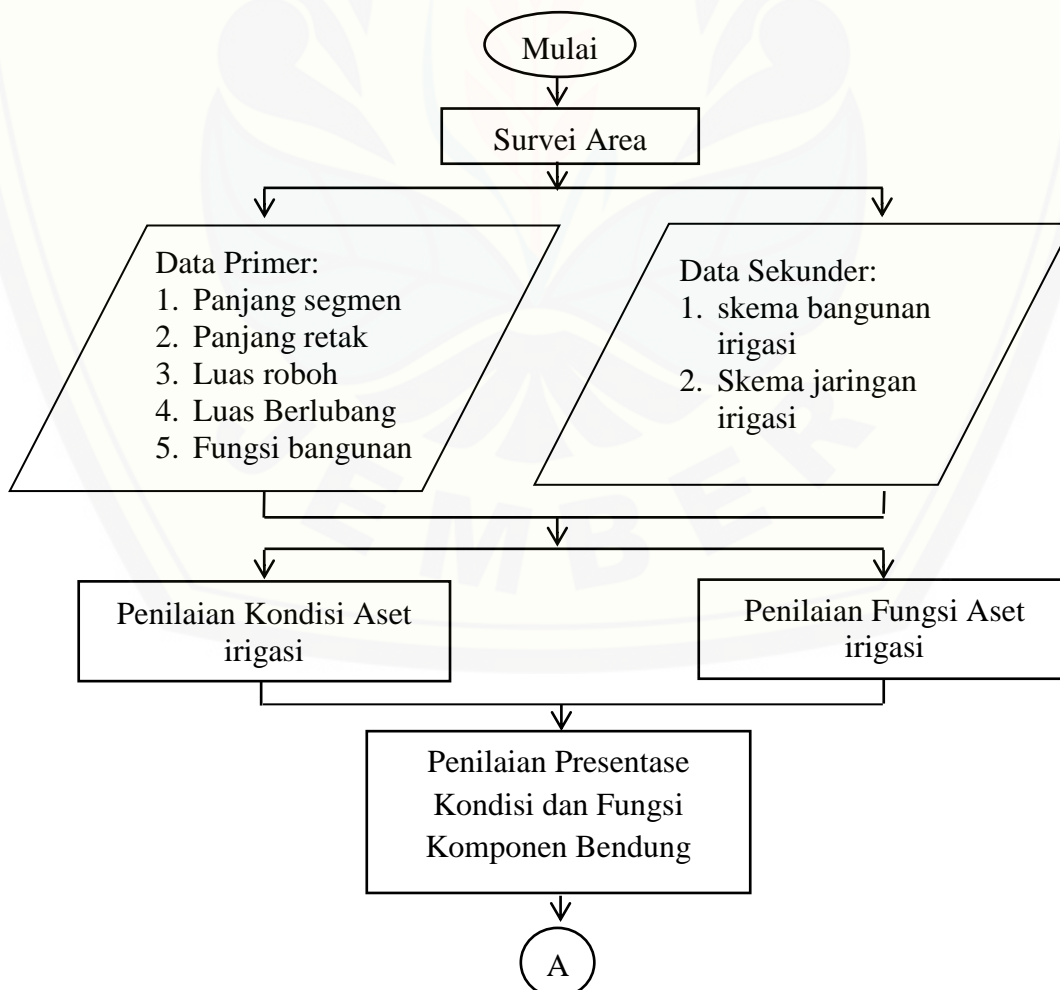 Mulai
Survei Area
Data Primer:
1. Panjang segmen
2. Panjang retak
3. Luas roboh
4. Luas Berlubang
5. Fungsi bangunan
Data Sekunder:
1. skema bangunan
irigasi
2. Skema jaringan
irigasi
EMBER
Penilaian Kondisi Aset
irigasi
Penilaian Fungsi Aset
irigasi
Penilaian Presentase
Kondisi dan Fungsi
Komponen Bendung
A